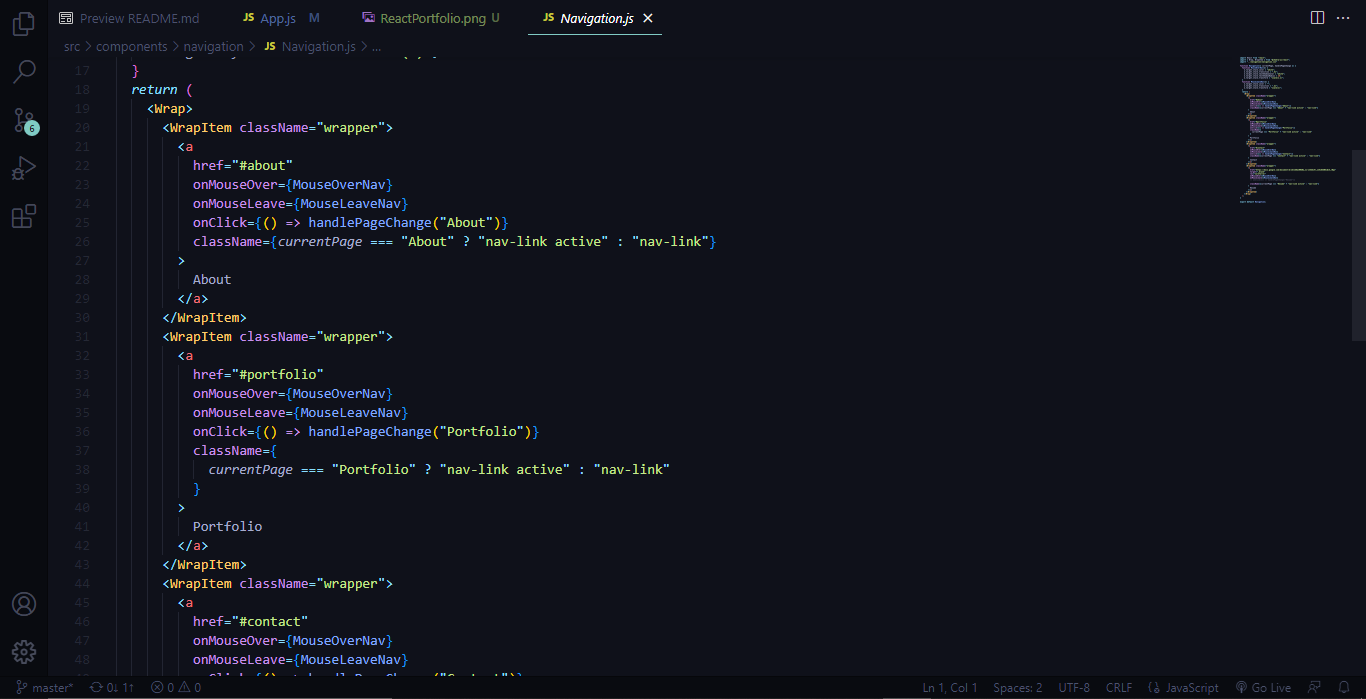 Preview README.md JS App.js M ReactPortfolio.png U JS Navigation.js
src > components > navigation > JS Navigation.js > ...
17 }
18 return (
19 <Wrap>
20 <WrapItem className="wrapper">
21 <a
22 href="#about"
23 onMouseOver={MouseOverNav}
24 onMouseLeave={MouseLeaveNav}
25 onClick={() => handlePageChange("About")}
26 className={currentPage === "About" ? "nav-link active" : "nav-link"}
27 >
28 About
29 </a>
30 </WrapItem>
31 <WrapItem className="wrapper">
32 <a
33 href="#portfolio"
34 onMouseOver={MouseOverNav}
35 onMouseLeave={MouseLeaveNav}
36 onClick={() => handlePageChange("Portfolio")}
37 className={
38 currentPage === "Portfolio" ? "nav-link active" : "nav-link"
39 }
40 >
41 Portfolio
42 </a>
43 </WrapItem>
44 <WrapItem className="wrapper">
45 <a
46 href="#contact"
47 onMouseOver={MouseOverNav}
48 onMouseLeave={MouseLeaveNav}
6
master* 0↓ 1↑ 0 0 Ln 1, Col 1 Spaces: 2 UTF-8 CRLF JavaScript Go Live